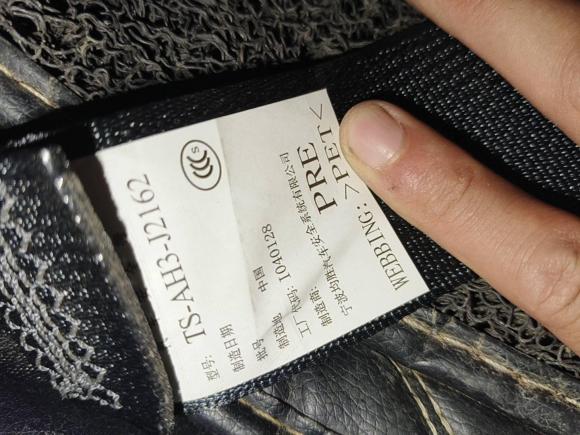 型号: TS-AH3-J2162
制造日期
批号
制造地 中国
工厂代码: 1040128
制造商:
宁波均胜汽车安全系统有限公司
PRE
WEBBING: >PET<
S